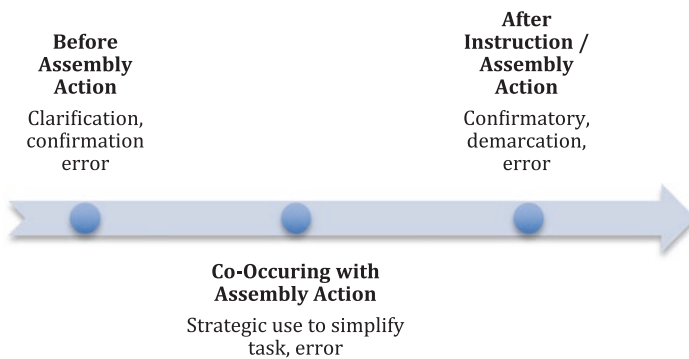 Before
Assembly
Action
Clarification,
confirmation
error
After
Instruction /
Assembly
Action
Confirmatory,
demarcation,
error
Co-Occuring with
Assembly Action
Strategic use to simplify
task, error